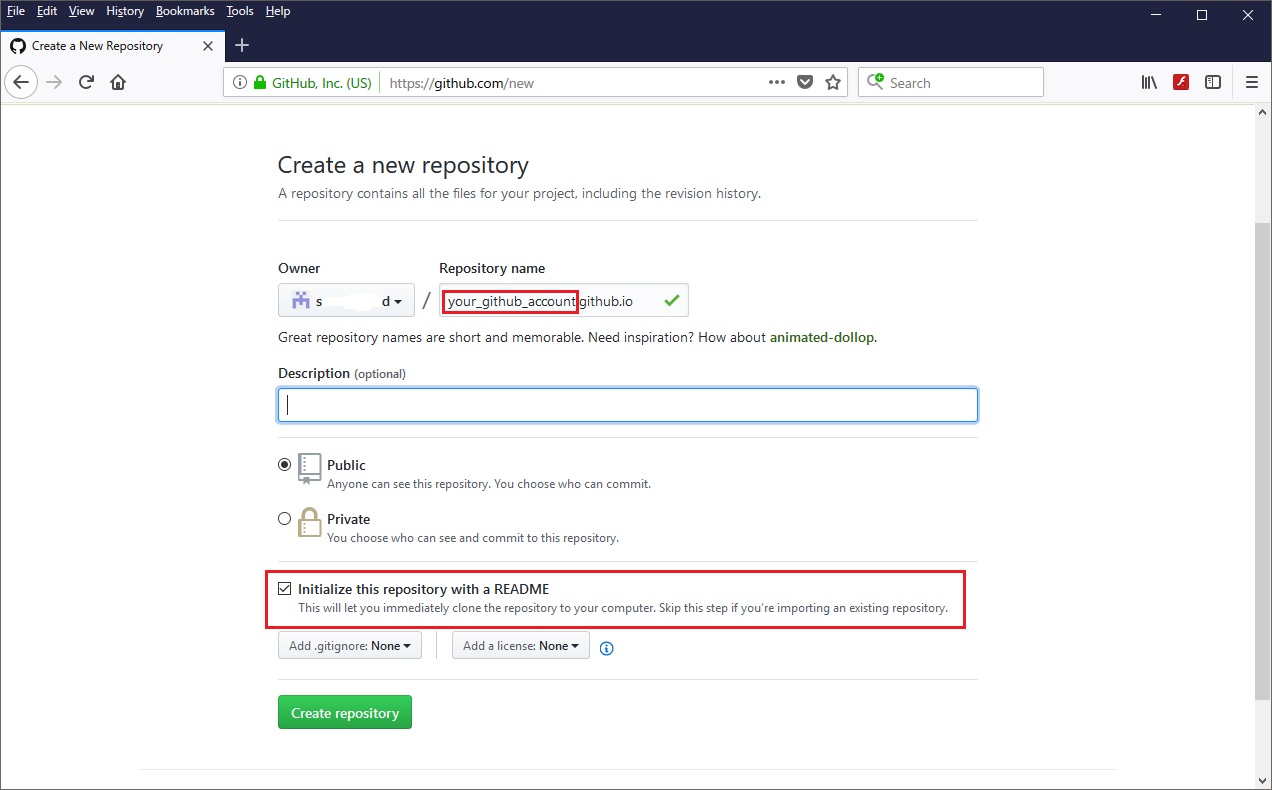 File Edit View History Bookmarks Tools Help
Create a New Repository
GitHub, Inc. (US) https://github.com/new
Search
Create a new repository
A repository contains all the files for your project, including the revision history.
Owner Repository name
s d / your_github_account github.io
Great repository names are short and memorable. Need inspiration? How about animated-dollop.
Description (optional)
Public
Anyone can see this repository. You choose who can commit.
Private
You choose who can see and commit to this repository.
Initialize this repository with a README
This will let you immediately clone the repository to your computer. Skip this step if you're importing an existing repository.
Add .gitignore: None Add a license: None
Create repository